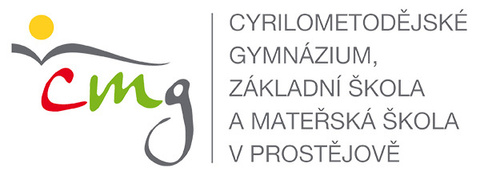 cmg
CYRILOMETODĚJSKÉ
GYMNÁZIUM,
ZÁKLADNÍ ŠKOLA
A MATEŘSKÁ ŠKOLA
V PROSTĚJOVĚ